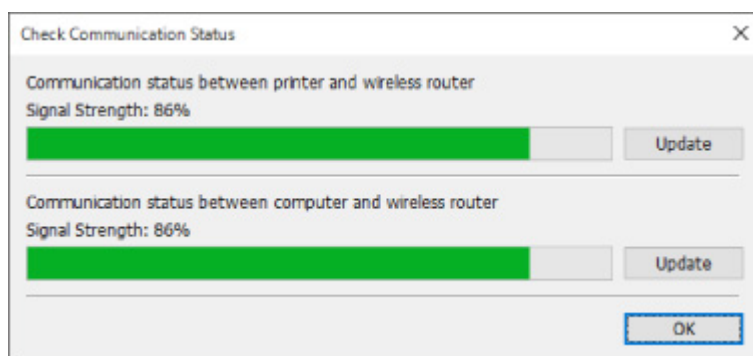 Check Communication Status
Communication status between printer and wireless router
Signal Strength: 86%
Update
Communication status between computer and wireless router
Signal Strength: 86%
Update
OK